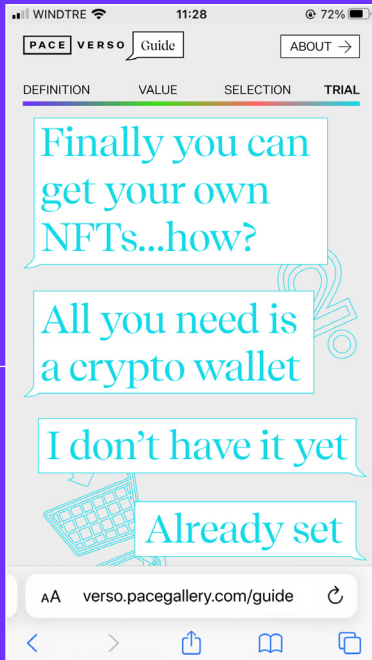 WINDTRE 11:28 72%
PACE VERSO Guide ABOUT →
DEFINITION VALUE SELECTION TRIAL
Finally you can
get your own
NFTs...how?
All you need is
a crypto wallet
I don't have it yet
Already set
AA verso.pacegallery.com/guide